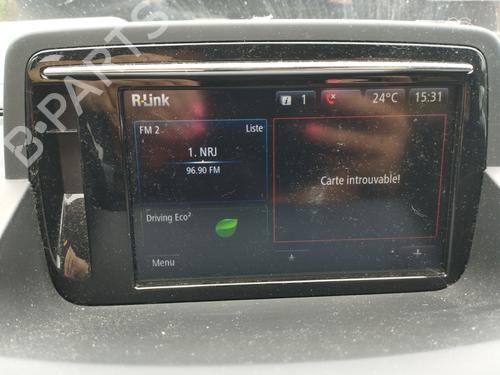 R-Link
1 24°C 15:31
FM 2 Liste
1. NRJ
96.90 FM
Carte introuvable!
Driving Eco²
Menu
B-PARTS